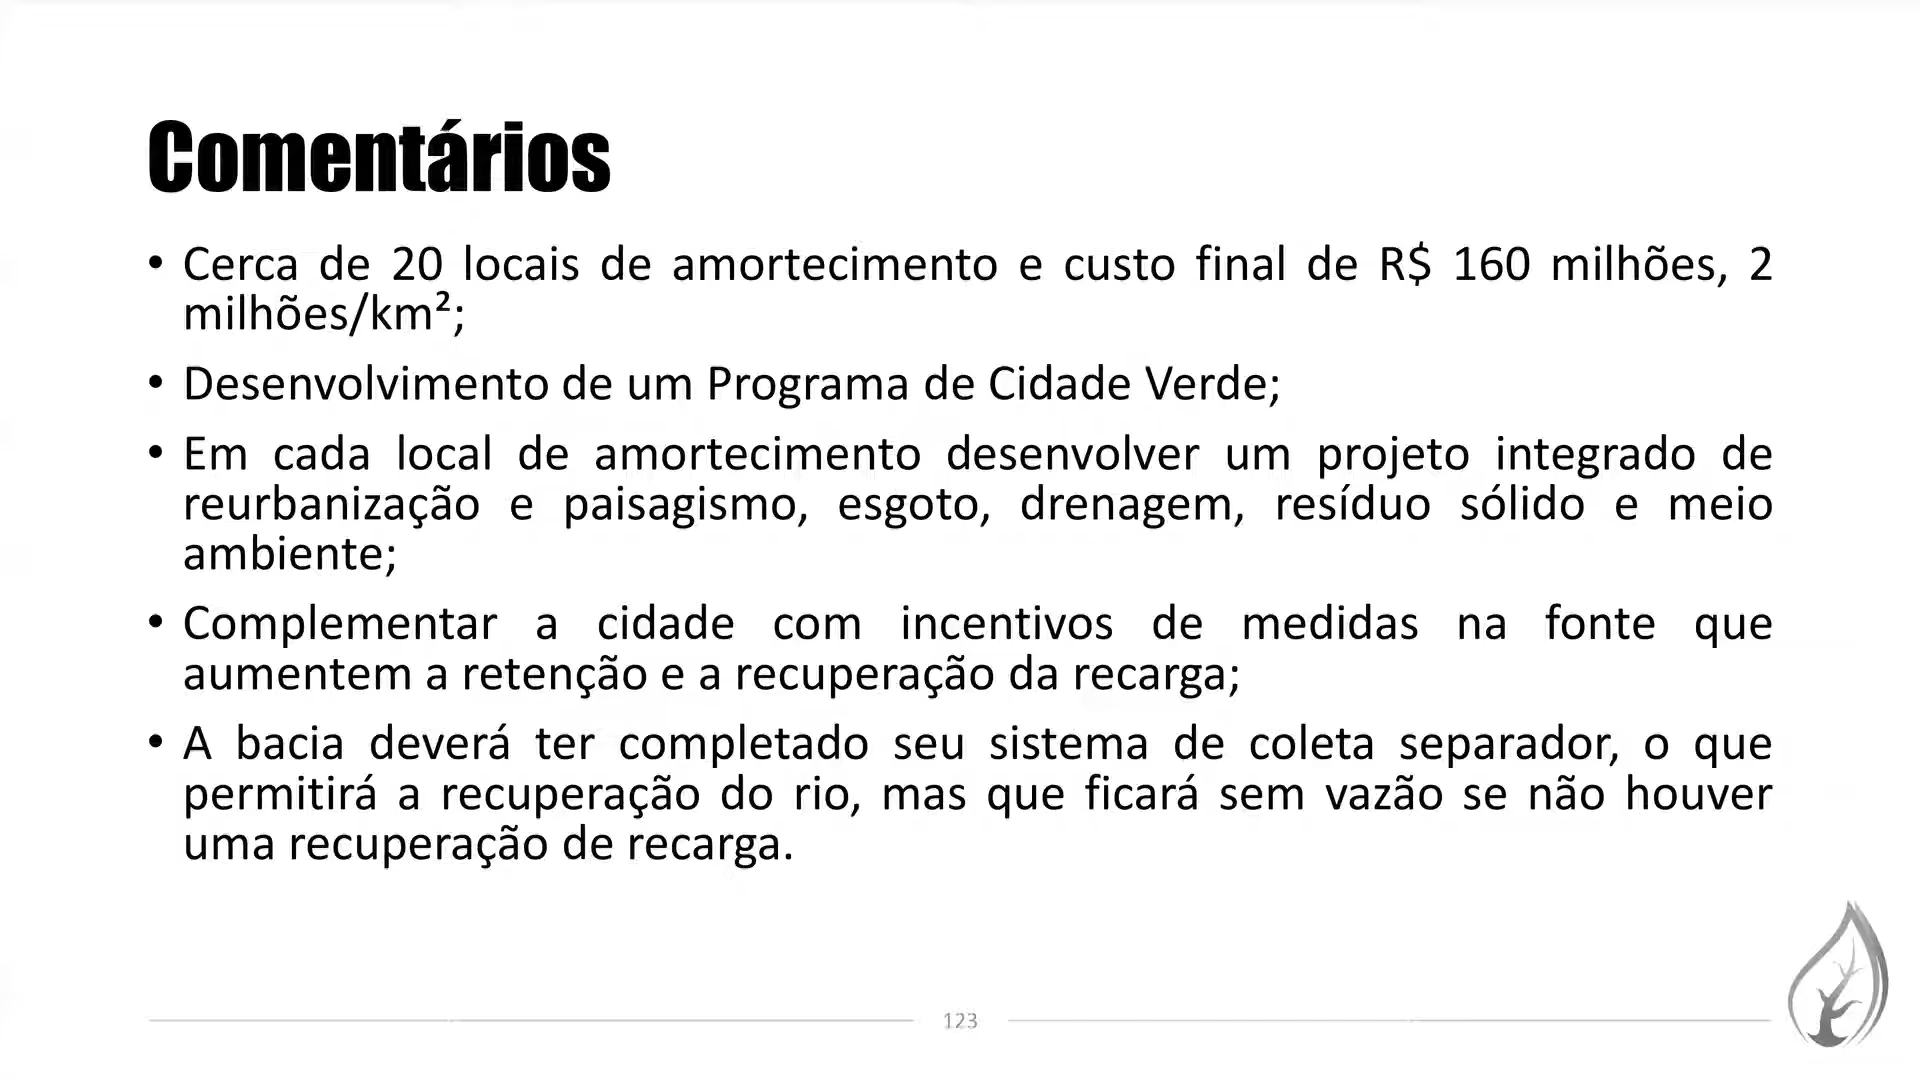 Comentários
• Cerca de 20 locais de amortecimento e custo final de R$ 160 milhões, 2
milhões/km²;
• Desenvolvimento de um Programa de Cidade Verde;
• Em cada local de amortecimento desenvolver um projeto integrado de
reurbanização e paisagismo, esgoto, drenagem, resíduo sólido e meio
ambiente;
• Complementar a cidade com incentivos de medidas na fonte que
aumentem a retenção e a recuperação da recarga;
• A bacia deverá ter completado seu sistema de coleta separador, o que
permitirá a recuperação do rio, mas que ficará sem vazão se não houver
uma recuperação de recarga.
123